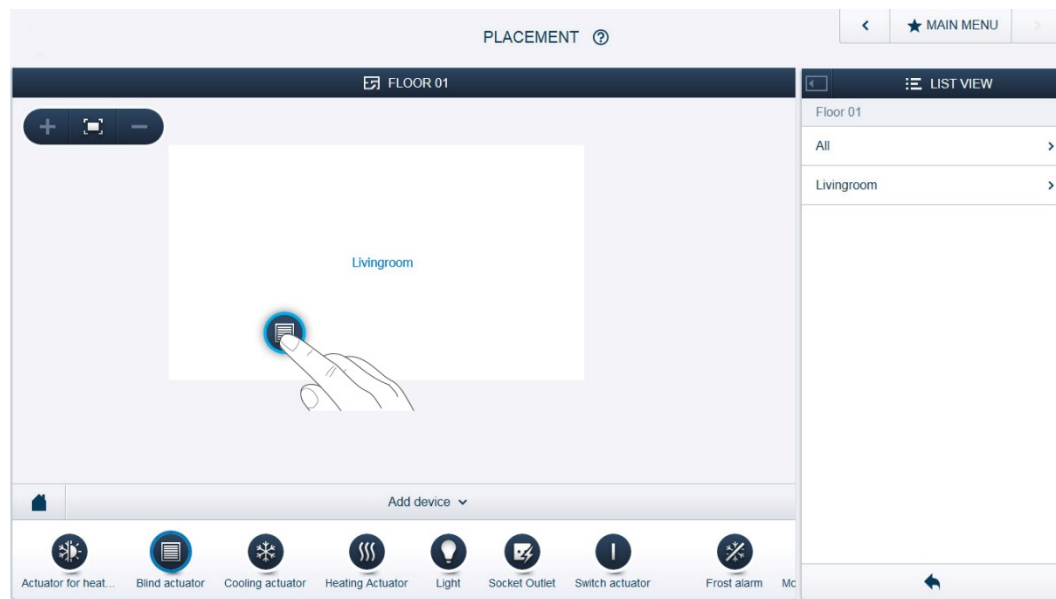 PLACEMENT ?
MAIN MENU
FLOOR 01
LIST VIEW
Floor 01
All
Livingroom
Livingroom
Add device
Actuator for heat...
Blind actuator
Cooling actuator
Heating Actuator
Light
Socket Outlet
Switch actuator
Frost alarm
Mo